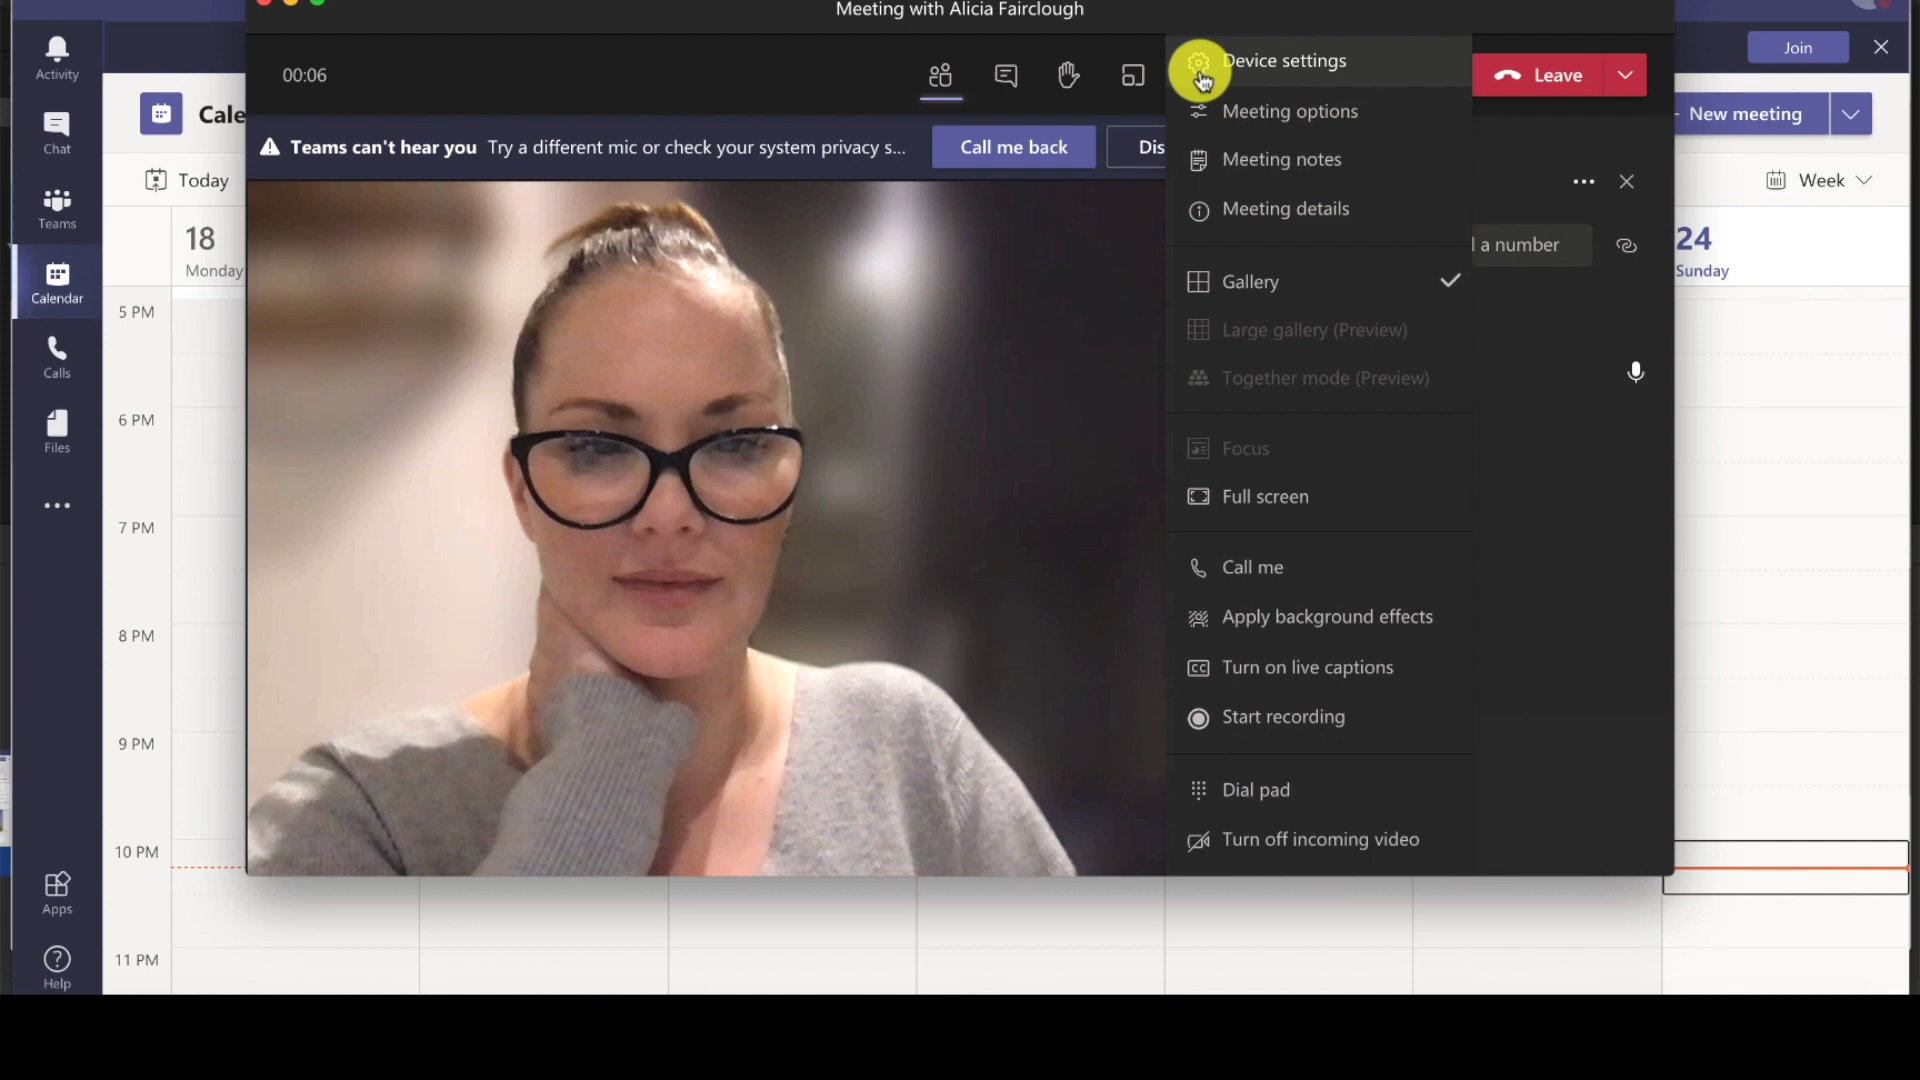 Meeting with Alicia Fairclough
Activity
Chat
Teams
Calendar
Calls
Files
Apps
Help
Join
00:06
Leave
New meeting
Teams can't hear you Try a different mic or check your system privacy s...
Call me back
Today
Week
18
Monday
24
Sunday
5 PM
6 PM
7 PM
8 PM
9 PM
10 PM
11 PM
Device settings
Meeting options
Meeting notes
Meeting details
a number
Gallery
Large gallery (Preview)
Together mode (Preview)
Focus
Full screen
Call me
Apply background effects
CC Turn on live captions
Start recording
Dial pad
Turn off incoming video